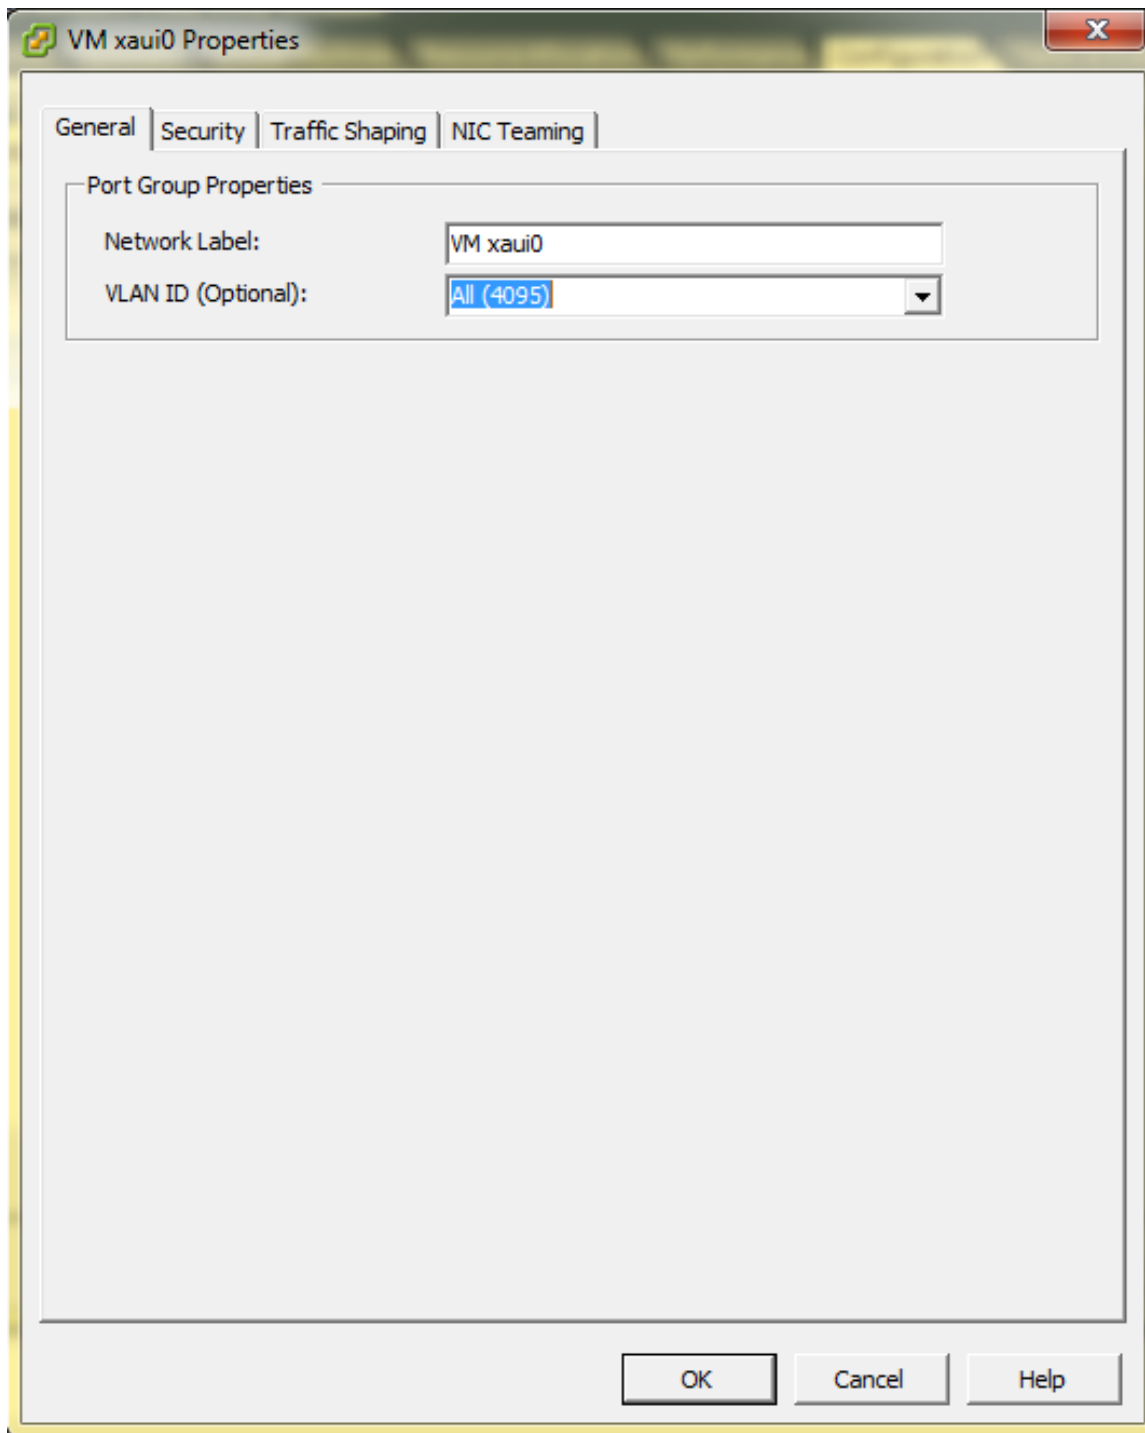 VM xaui0 Properties
General Security Traffic Shaping NIC Teaming
Port Group Properties
Network Label: VM xaui0
VLAN ID (Optional): All (4095)
OK Cancel Help